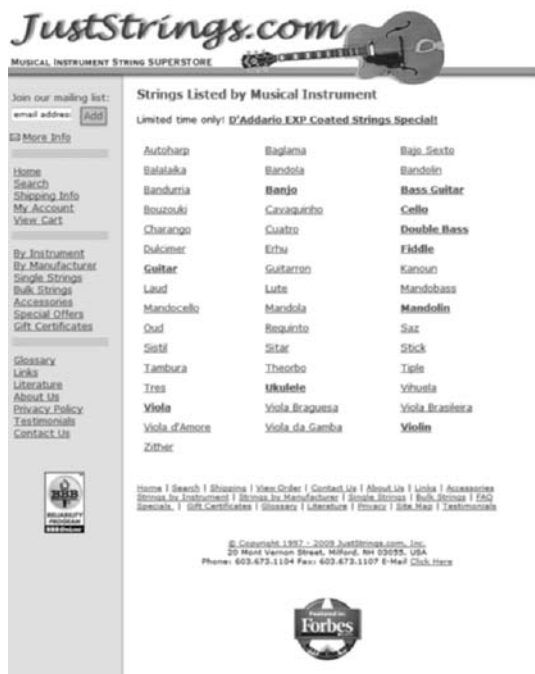 JustStrings.com
MUSICAL INSTRUMENT STRING SUPERSTORE
Join our mailing list:
email addres: Add
More Info
Home
Search
Shipping Info
My Account
View Cart
By Instrument
By Manufacturer
Single Strings
Bulk Strings
Accessories
Special Offers
Gift Certificates
Glossary
Links
Literature
About Us
Privacy Policy
Testimonials
Contact Us
BBB
RELIABILITY
PROGRAM
BBBOnLine
Strings Listed by Musical Instrument
Limited time only! D'Addario EXP Coated Strings Special!
Autoharp Baglama Bajo Sexto
Balalaika Bandola Bandolin
Bandurria Banjo Bass Guitar
Bouzouki Cavaquinho Cello
Charango Cuatro Double Bass
Dulcimer Erhu Fiddle
Guitar Guitarron Kanoun
Laud Lute Mandobass
Mandocello Mandola Mandolin
Oud Requinto Saz
Sistil Sitar Stick
Tambura Theorbo Tiple
Tres Ukulele Vihuela
Viola Viola Braguesa Viola Brasileira
Viola d'Amore Viola da Gamba Violin
Zither
Home | Search | Shipping | View Order | Contact Us | About Us | Links | Accessories
Strings by Instrument | Strings by Manufacturer | Single Strings | Bulk Strings | FAQ
Specials | Gift Certificates | Glossary | Literature | Privacy | Site Map | Testimonials
© Copyright 1997 - 2009 JustStrings.com, Inc.
20 Mont Vernon Street, Milford, NH 03055, USA
Phone: 603.673.1104 Fax: 603.673.1107 E-Mail Click Here
Featured in:
Forbes